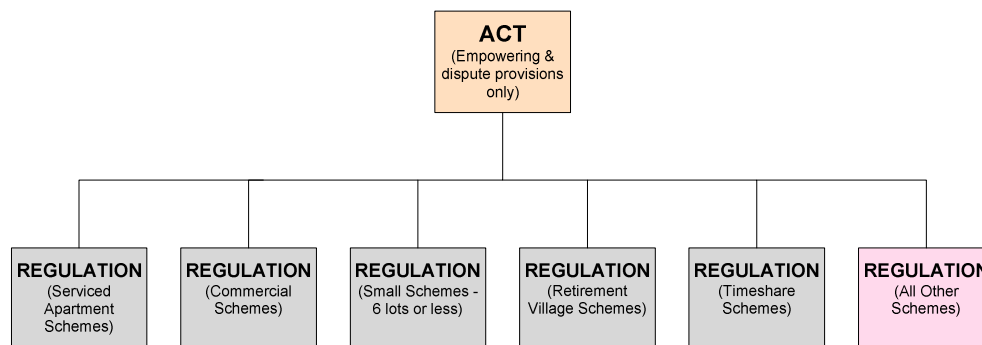 ACT
(Empowering &
dispute provisions
only)
REGULATION
(Serviced
Apartment
Schemes)
REGULATION
(Commercial
Schemes)
REGULATION
(Small Schemes -
6 lots or less)
REGULATION
(Retirement
Village Schemes)
REGULATION
(Timeshare
Schemes)
REGULATION
(All Other
Schemes)